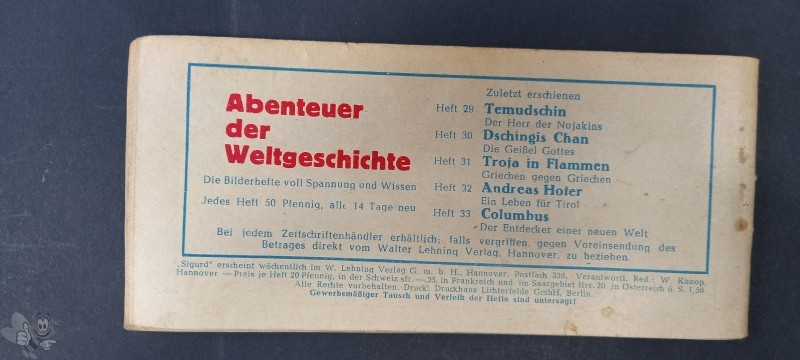 Abenteuer
der
Weltgeschichte
Die Bilderhefte voll Spannung und Wissen
Jedes Heft 50 Pfennig, alle 14 Tage neu
Zuletzt erschienen
Heft 29 Temudschin
Der Herr der Nujakins
Heft 30 Dschingis Chan
Die Geißel Gottes
Heft 31 Troja in Flammen
Griechen gegen Griechen
Heft 32 Andreas Hofer
Ein Leben für Tirol
Heft 33 Columbus
Der Entdecker einer neuen Welt
Bei jedem Zeitschriftenhändler erhältlich; falls vergriffen, gegen Voreinsendung des
Betrages direkt vom Walter Lehning Verlag, Hannover, zu beziehen
„Sigurd" erscheint wöchentlich im W. Lehning Verlag G. m. b. H., Hannover, Postfach 339, Verantwortl. Red.: W. Knoop,
Hannover. — Preis je Heft 20 Pfennig, in der Schweiz sfr. —.25, in Frankreich und im Saargebiet ffrs. 20, in Österreich ö. S. 1,50.
Alle Rechte vorbehalten. Druck: Druckhaus Lichterfelde GmbH, Berlin.
Gewerbsmäßiger Tausch und Verleih der Hefte sind untersagt!